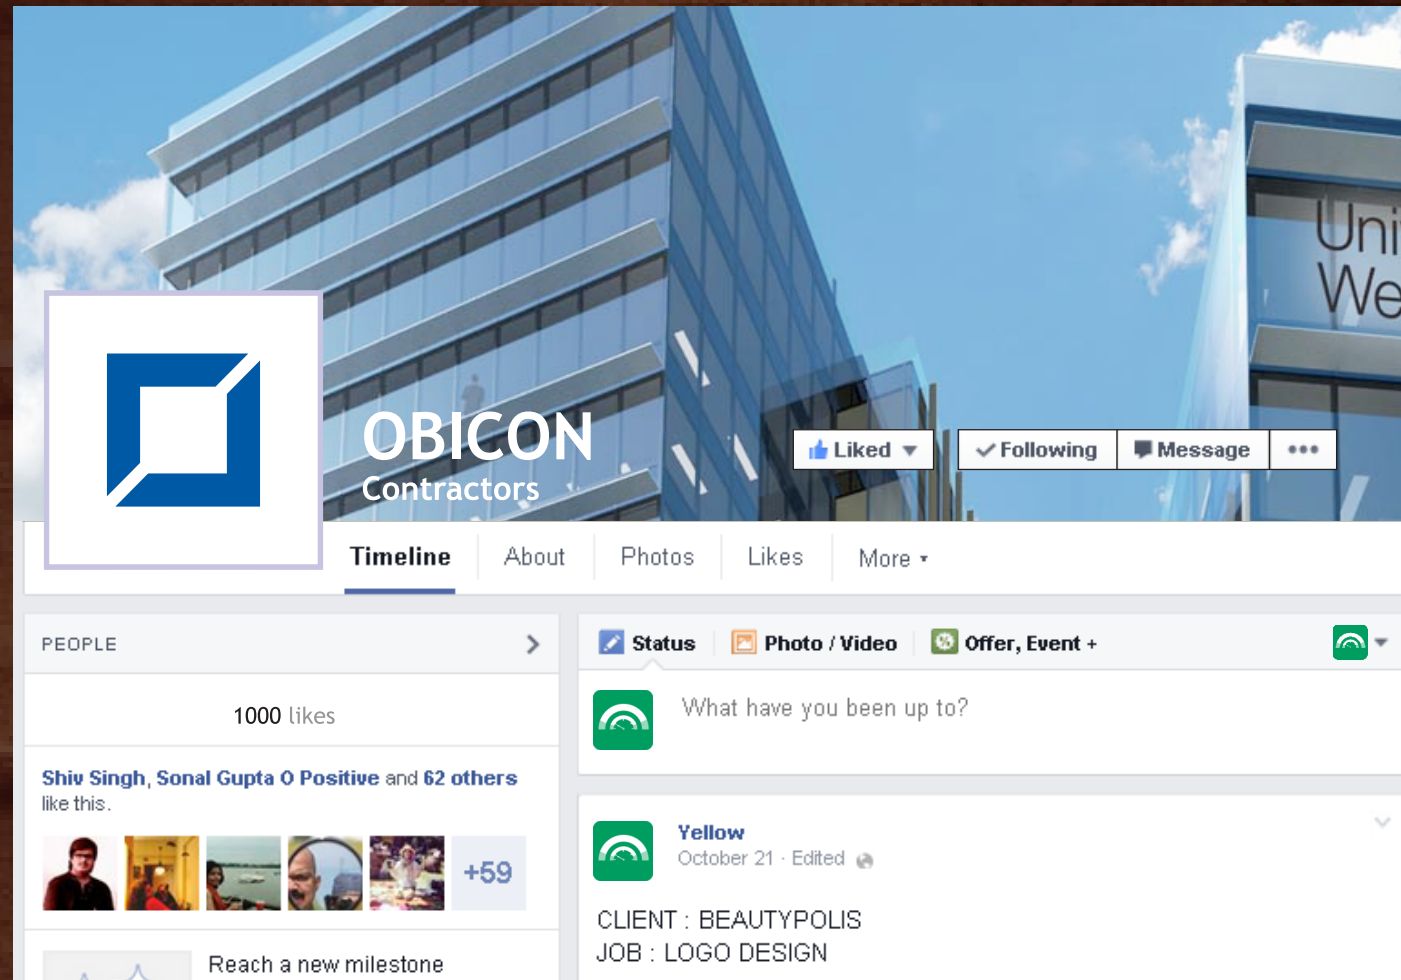 Uni
We
OBICON
Contractors
Liked
Following
Message
Timeline
About
Photos
Likes
More
PEOPLE
1000 likes
Shiv Singh, Sonal Gupta O Positive and 62 others
like this.
+59
Reach a new milestone
Status
Photo / Video
Offer, Event +
What have you been up to?
Yellow
October 21 · Edited
CLIENT : BEAUTYPOLIS
JOB : LOGO DESIGN